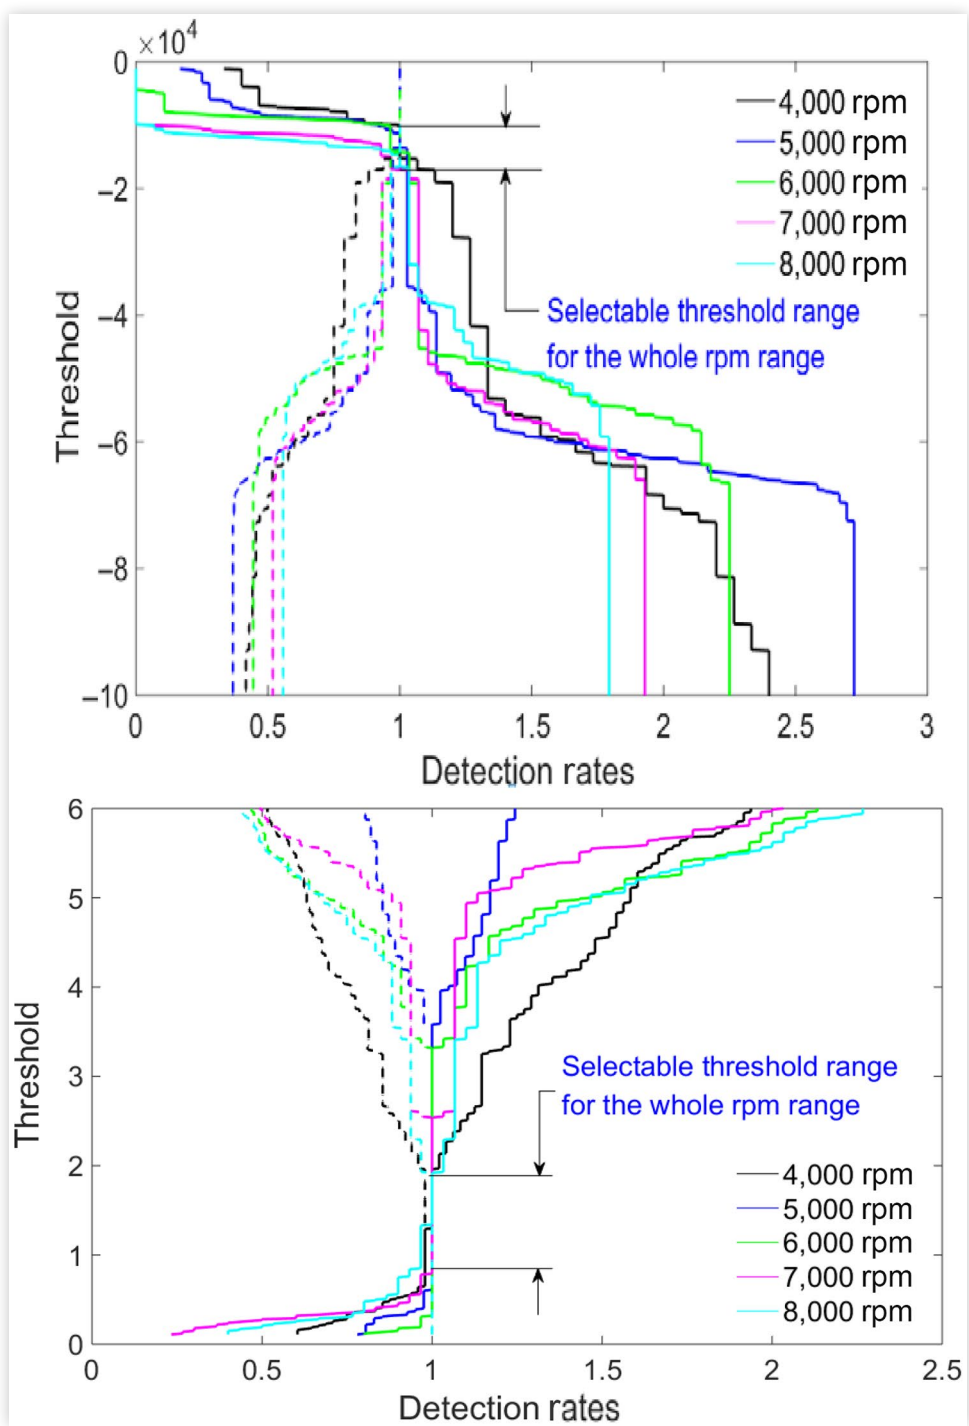 ×10⁴
0
−2
−4
−6
−8
−10
Threshold
4,000 rpm
5,000 rpm
6,000 rpm
7,000 rpm
8,000 rpm
Selectable threshold range
for the whole rpm range
0 0.5 1 1.5 2 2.5 3
Detection rates
6
5
4
3
2
1
0
Threshold
Selectable threshold range
for the whole rpm range
4,000 rpm
5,000 rpm
6,000 rpm
7,000 rpm
8,000 rpm
0 0.5 1 1.5 2 2.5
Detection rates